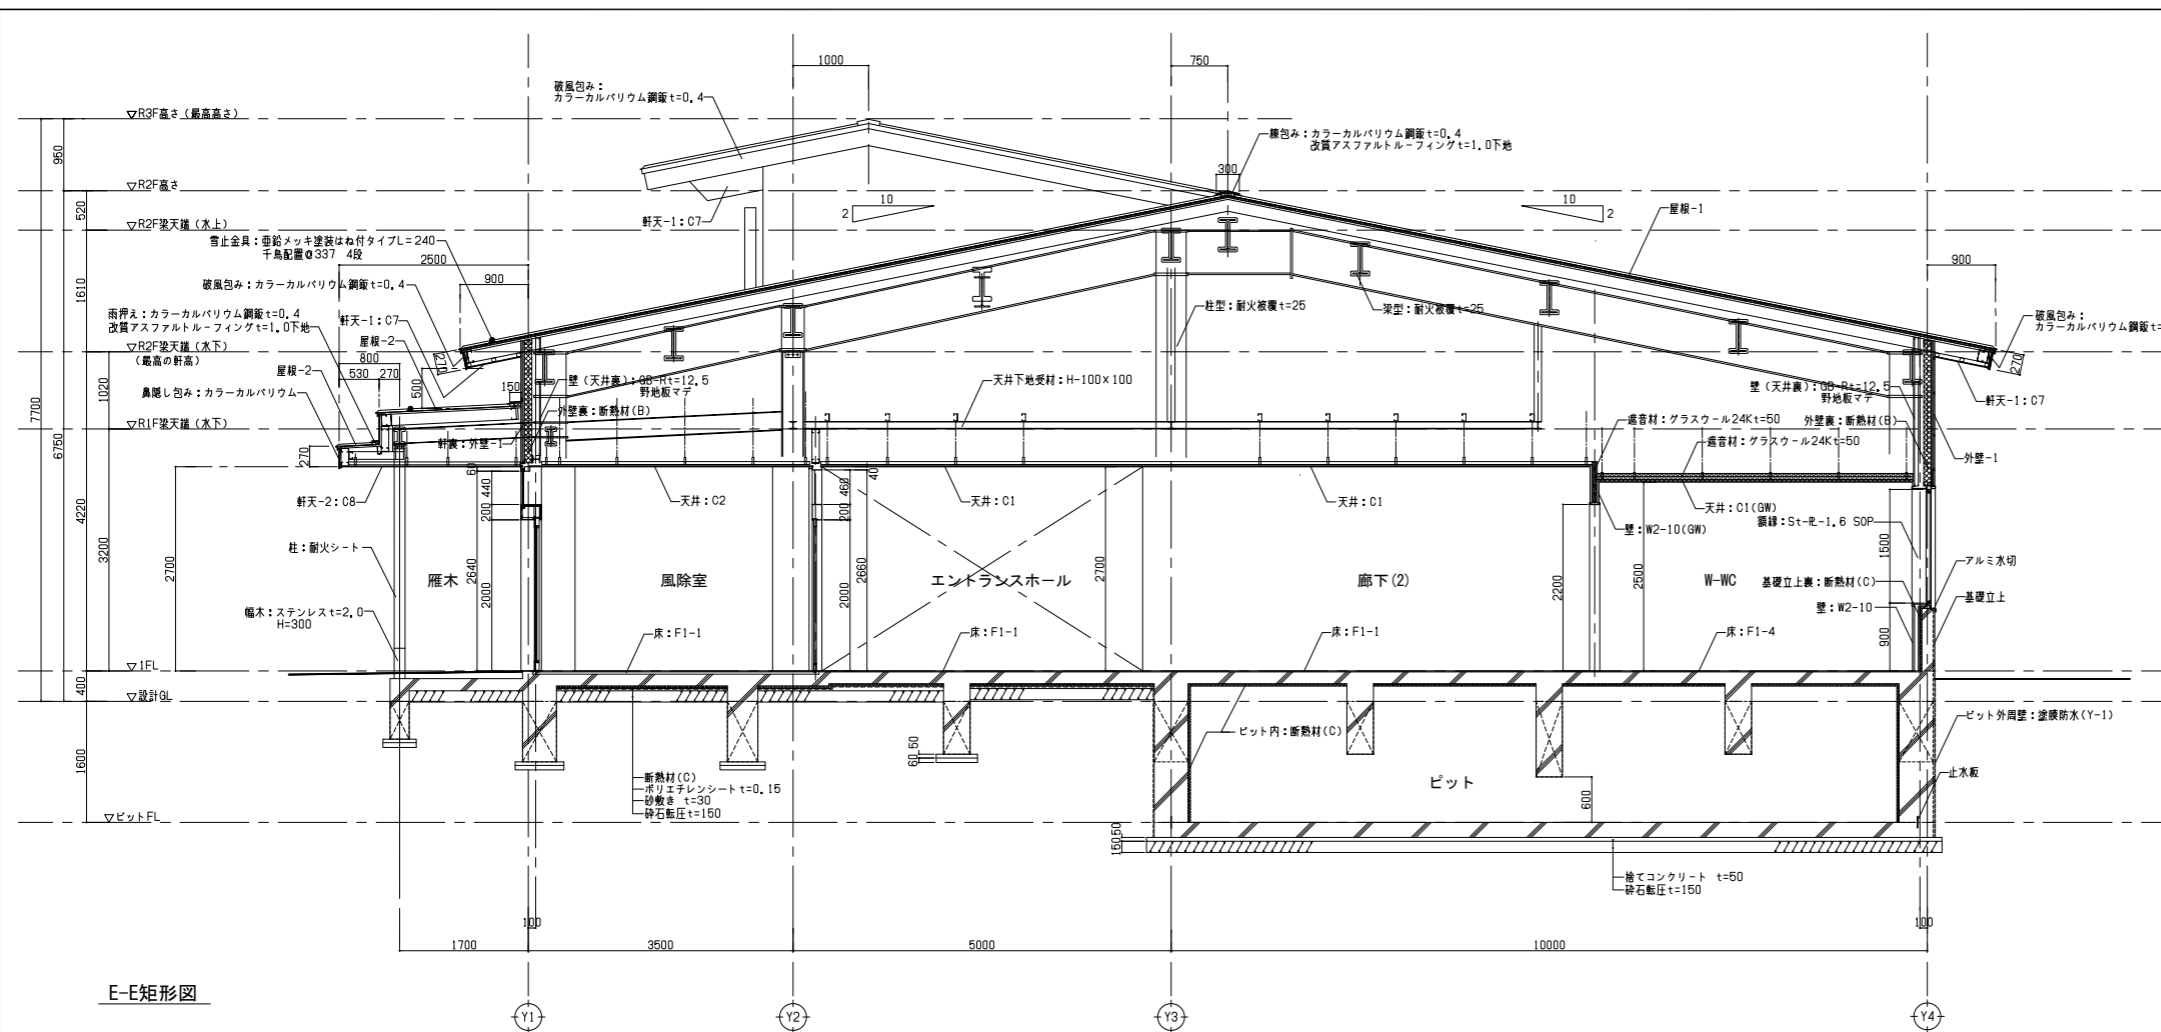 1000
750
破風包み：
カラーカルバリウム鋼鈑t=0.4
▽R3F高さ（最高高さ）
960
棟包み：カラーカルバリウム鋼鈑t=0.4
改質アスファルトルーフィングt=1.0下地
300
▽R2F高さ
10
2
10
2
屋根-1
520
軒天-1：C7
▽R2F梁天端（水上）
雪止金具：亜鉛メッキ塗装はね付タイプL=240
千鳥配置@337 4段
2500
900
破風包み：カラーカルバリウム鋼鈑t=0.4
900
1610
雨押え：カラーカルバリウム鋼鈑t=0.4
改質アスファルトルーフィングt=1.0下地
軒天-1：C7
柱型：耐火被覆t=25
梁型：耐火被覆t=25
破風包み：
カラーカルバリウム鋼鈑t=
屋根-2
▽R2F梁天端（水下）
（最高の軒高）
800
210
270
屋根-2
530
270
500
150
壁（天井裏）：GB-Rt=12.5
野地板マデ
天井下地受材：H-100×100
壁（天井裏）：GB-Rt=12.5
野地板マデ
軒天-1：C7
鼻隠し包み：カラーカルバリウム
1020
7700
6750
外壁裏：断熱材(B)
遮音材：グラスウール24Kt=50
外壁裏：断熱材(B)
▽R1F梁天端（水下）
軒裏：外壁-1
遮音材：グラスウール24Kt=50
270
外壁-1
60
40
軒天-2：C8
440
200
天井：C2
460
200
天井：C1
天井：C1
天井：C1(GW)
額縁：St-PL-1.6 SOP
壁：W2-10(GW)
4220
3200
2700
柱：耐火シート
1500
アルミ水切
雁木
2640
2000
風除室
2000
2660
エントランスホール
2700
廊下(2)
2200
2500
W-WC
基礎立上裏：断熱材(C)
基礎立上
幅木：ステンレスt=2.0
H=300
壁：W2-10
床：F1-1
床：F1-1
床：F1-1
床：F1-4
900
▽1FL
400
▽設計GL
ピット外周壁：塗膜防水(Y-1)
ピット内：断熱材(C)
1600
60
50
断熱材(C)
ポリエチレンシートt=0.15
砂敷き t=30
砕石転圧t=150
ピット
600
止水板
▽ピットFL
150
50
捨てコンクリート t=50
砕石転圧t=150
100
100
1700
3500
5000
10000
E-E矩形図
Y1
Y2
Y3
Y4